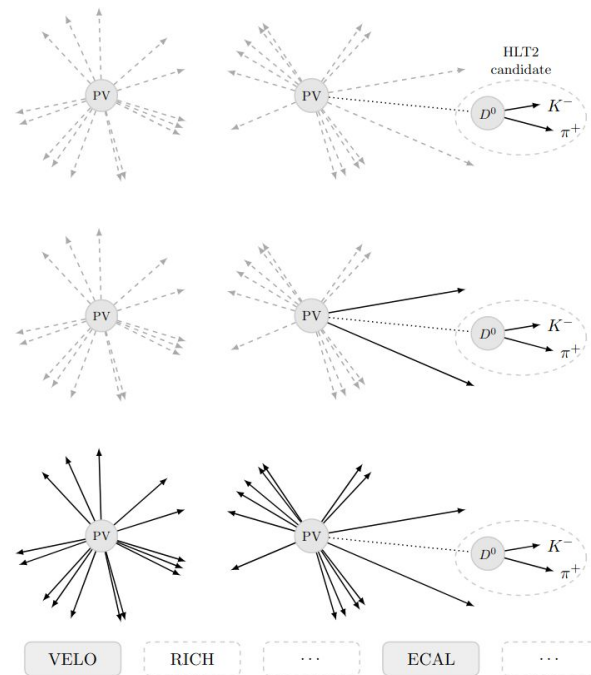 HLT2
candidate
PV
PV
D⁰
K⁻
π⁺
PV
PV
D⁰
K⁻
π⁺
PV
PV
D⁰
K⁻
π⁺
VELO
RICH
···
ECAL
···